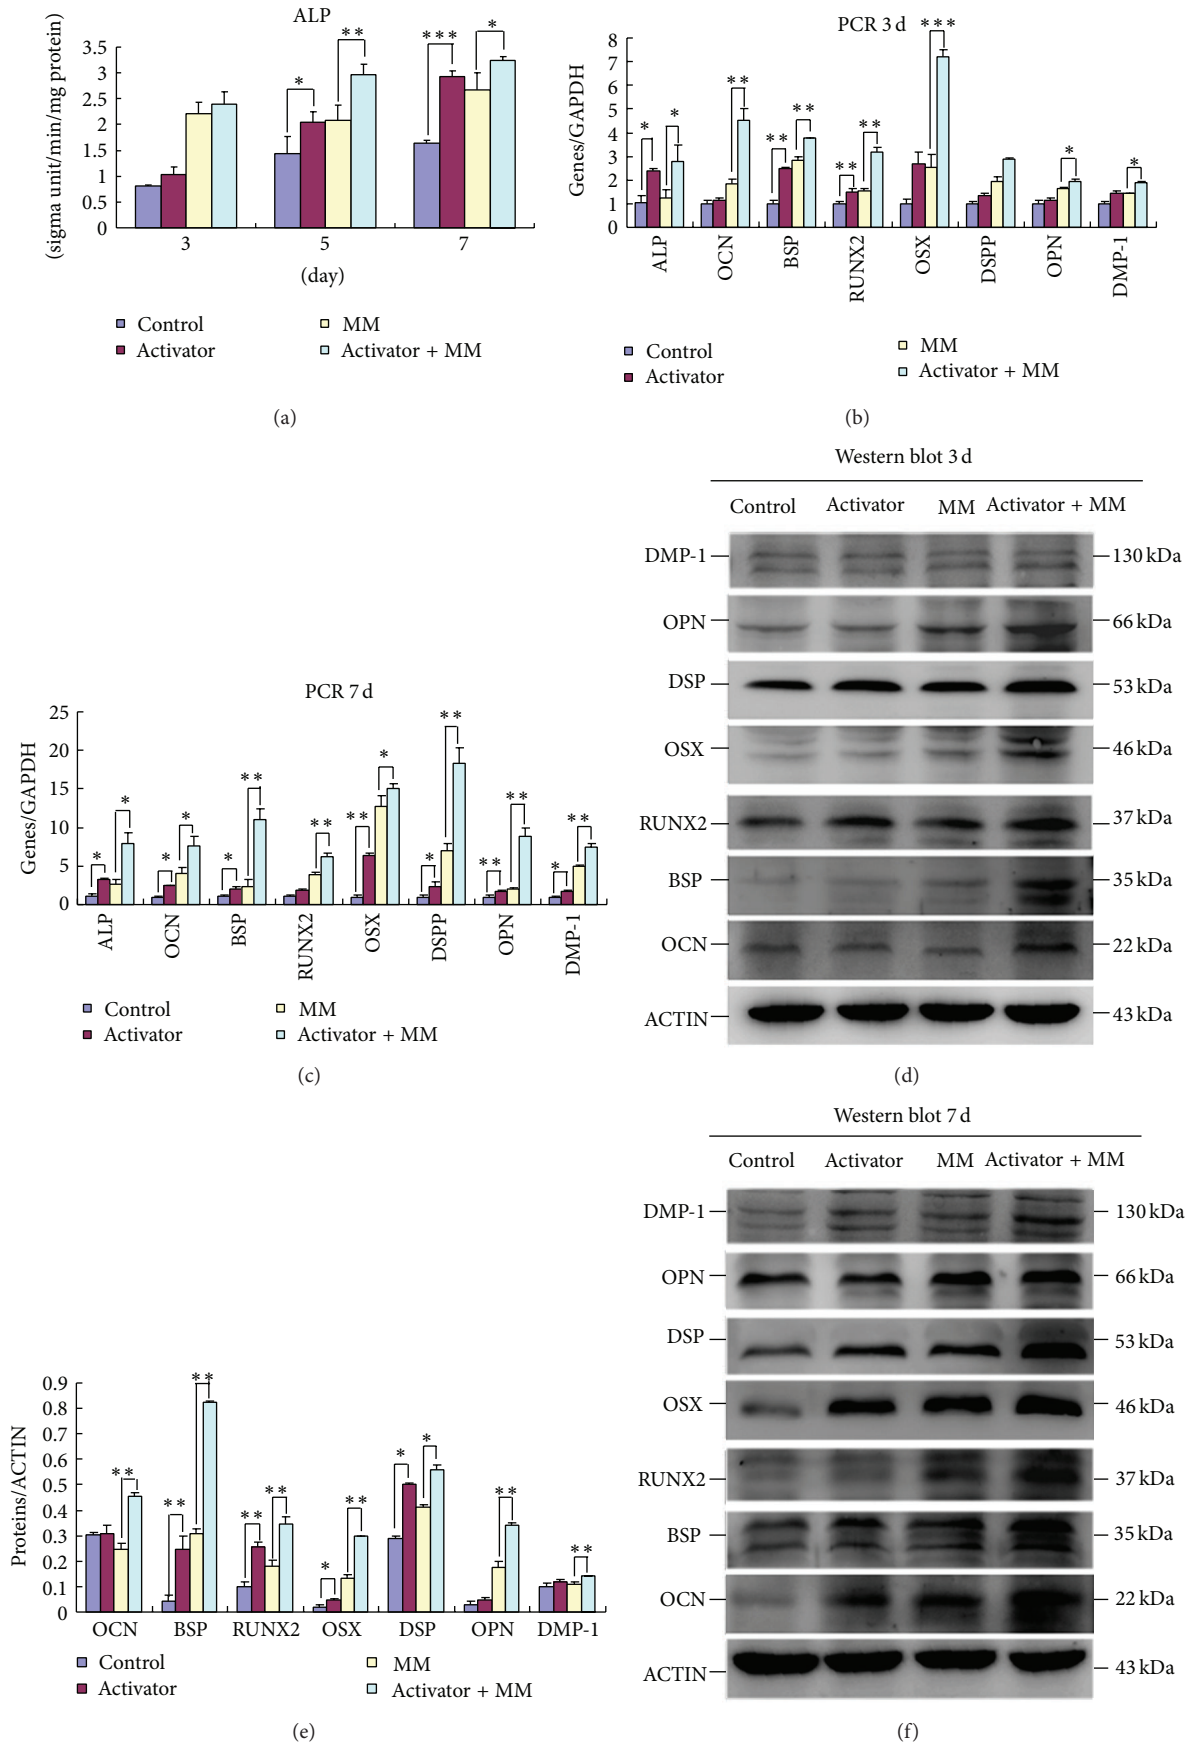 ALP
(sigma unit/min/mg protein)
3.5
3
2.5
2
1.5
1
0.5
0
* ** *** *
3 5 7
(day)
Control
MM
Activator
Activator + MM
(a)
PCR 3 d
Genes/GAPDH
8
7
6
5
4
3
2
1
0
* * ** ** ** ** ** *** * *
ALP
OCN
BSP
RUNX2
OSX
DSPP
OPN
DMP-1
Control
MM
Activator
Activator + MM
(b)
PCR 7 d
Genes/GAPDH
25
20
15
10
5
0
* * * * * ** ** ** * * ** ** ** * **
ALP
OCN
BSP
RUNX2
OSX
DSPP
OPN
DMP-1
Control
MM
Activator
Activator + MM
(c)
Western blot 3 d
Control Activator MM Activator + MM
DMP-1 130 kDa
OPN 66 kDa
DSP 53 kDa
OSX 46 kDa
RUNX2 37 kDa
BSP 35 kDa
OCN 22 kDa
ACTIN 43 kDa
(d)
Proteins/ACTIN
0.9
0.8
0.7
0.6
0.5
0.4
0.3
0.2
0.1
0
** ** ** ** ** * ** * * ** **
OCN BSP RUNX2 OSX DSP OPN DMP-1
Control
MM
Activator
Activator + MM
(e)
Western blot 7 d
Control Activator MM Activator + MM
DMP-1 130 kDa
OPN 66 kDa
DSP 53 kDa
OSX 46 kDa
RUNX2 37 kDa
BSP 35 kDa
OCN 22 kDa
ACTIN 43 kDa
(f)